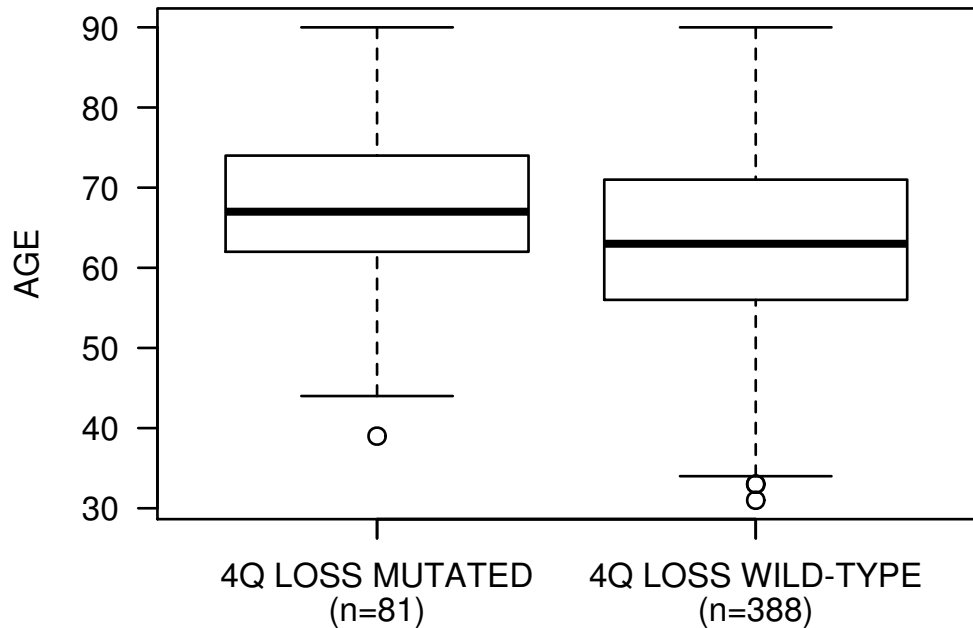 AGE
90
80
70
60
50
40
30
4Q LOSS MUTATED
(n=81)
4Q LOSS WILD-TYPE
(n=388)